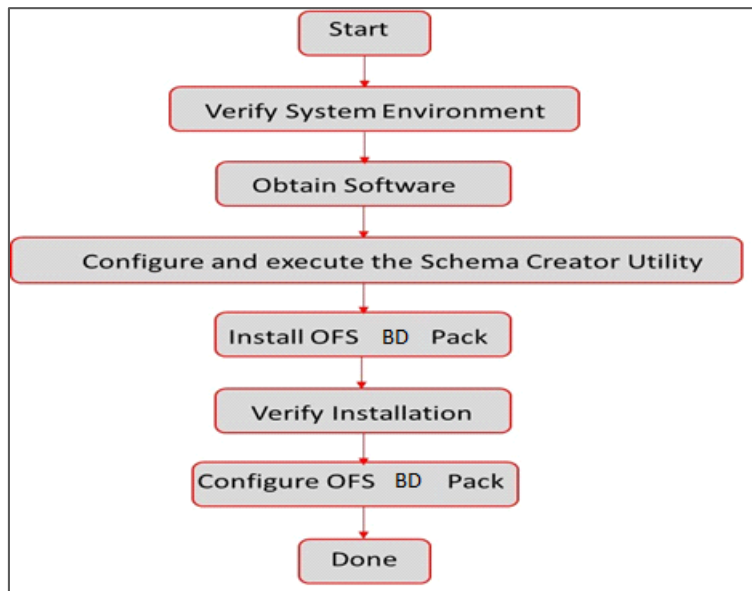 Start
Verify System Environment
Obtain Software
Configure and execute the Schema Creator Utility
Install OFS BD Pack
Verify Installation
Configure OFS BD Pack
Done